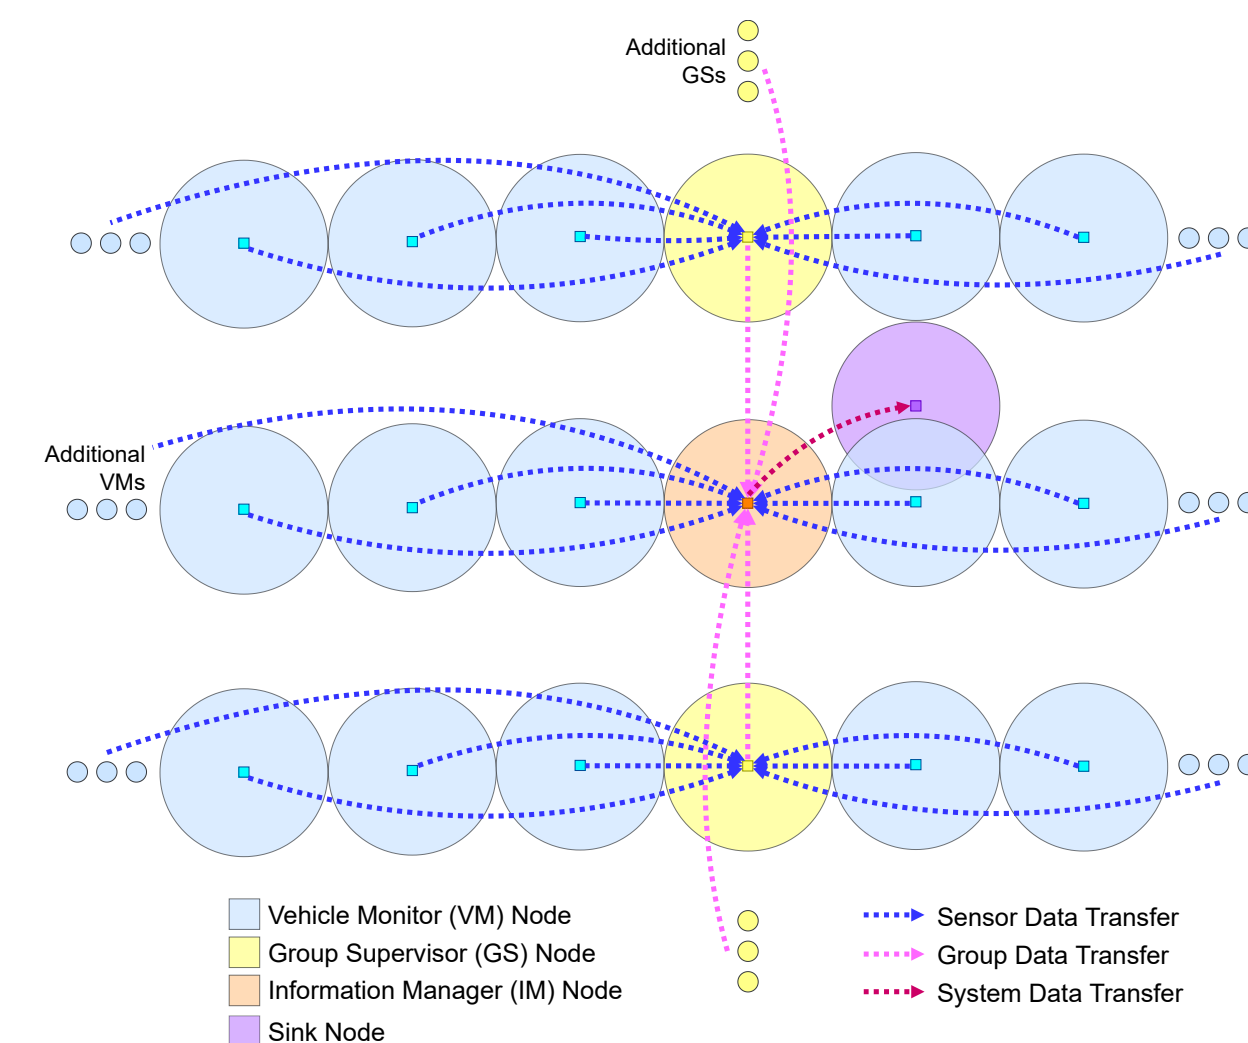 Additional
GSs
Additional
VMs
Vehicle Monitor (VM) Node
Group Supervisor (GS) Node
Information Manager (IM) Node
Sink Node
Sensor Data Transfer
Group Data Transfer
System Data Transfer